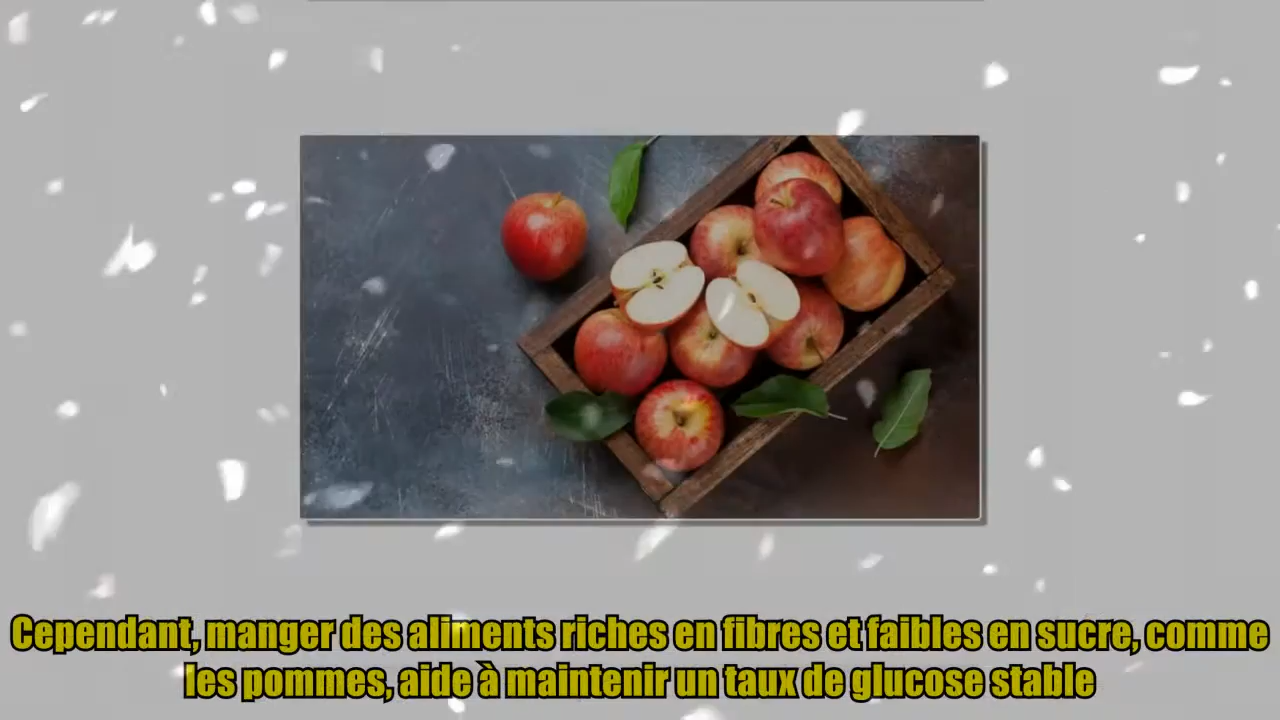 Cependant, manger des aliments riches en fibres et faibles en sucre, comme
les pommes, aide à maintenir un taux de glucose stable